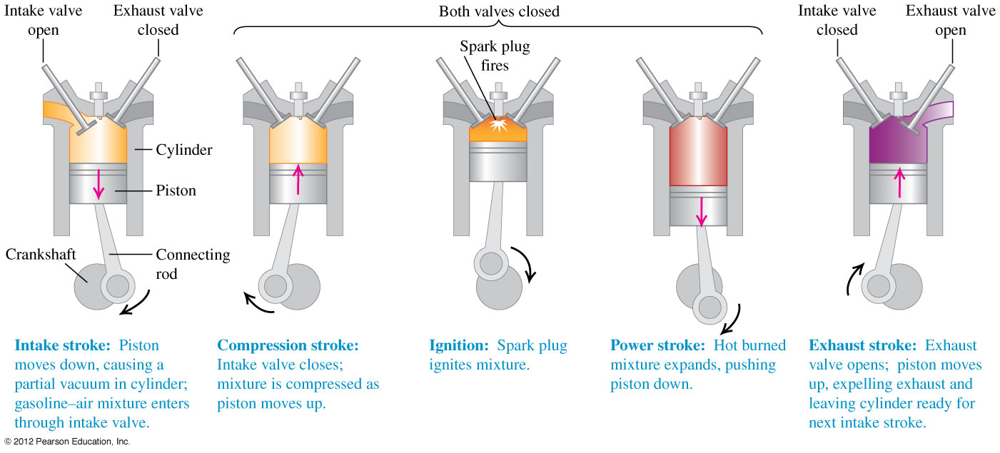 Intake valve
open
Exhaust valve
closed
Both valves closed
Spark plug
fires
Intake valve
closed
Exhaust valve
open
Cylinder
Piston
Crankshaft
Connecting
rod
Intake stroke: Piston
moves down, causing a
partial vacuum in cylinder;
gasoline–air mixture enters
through intake valve.
Compression stroke:
Intake valve closes;
mixture is compressed as
piston moves up.
Ignition: Spark plug
ignites mixture.
Power stroke: Hot burned
mixture expands, pushing
piston down.
Exhaust stroke: Exhaust
valve opens; piston moves
up, expelling exhaust and
leaving cylinder ready for
next intake stroke.
© 2012 Pearson Education, Inc.